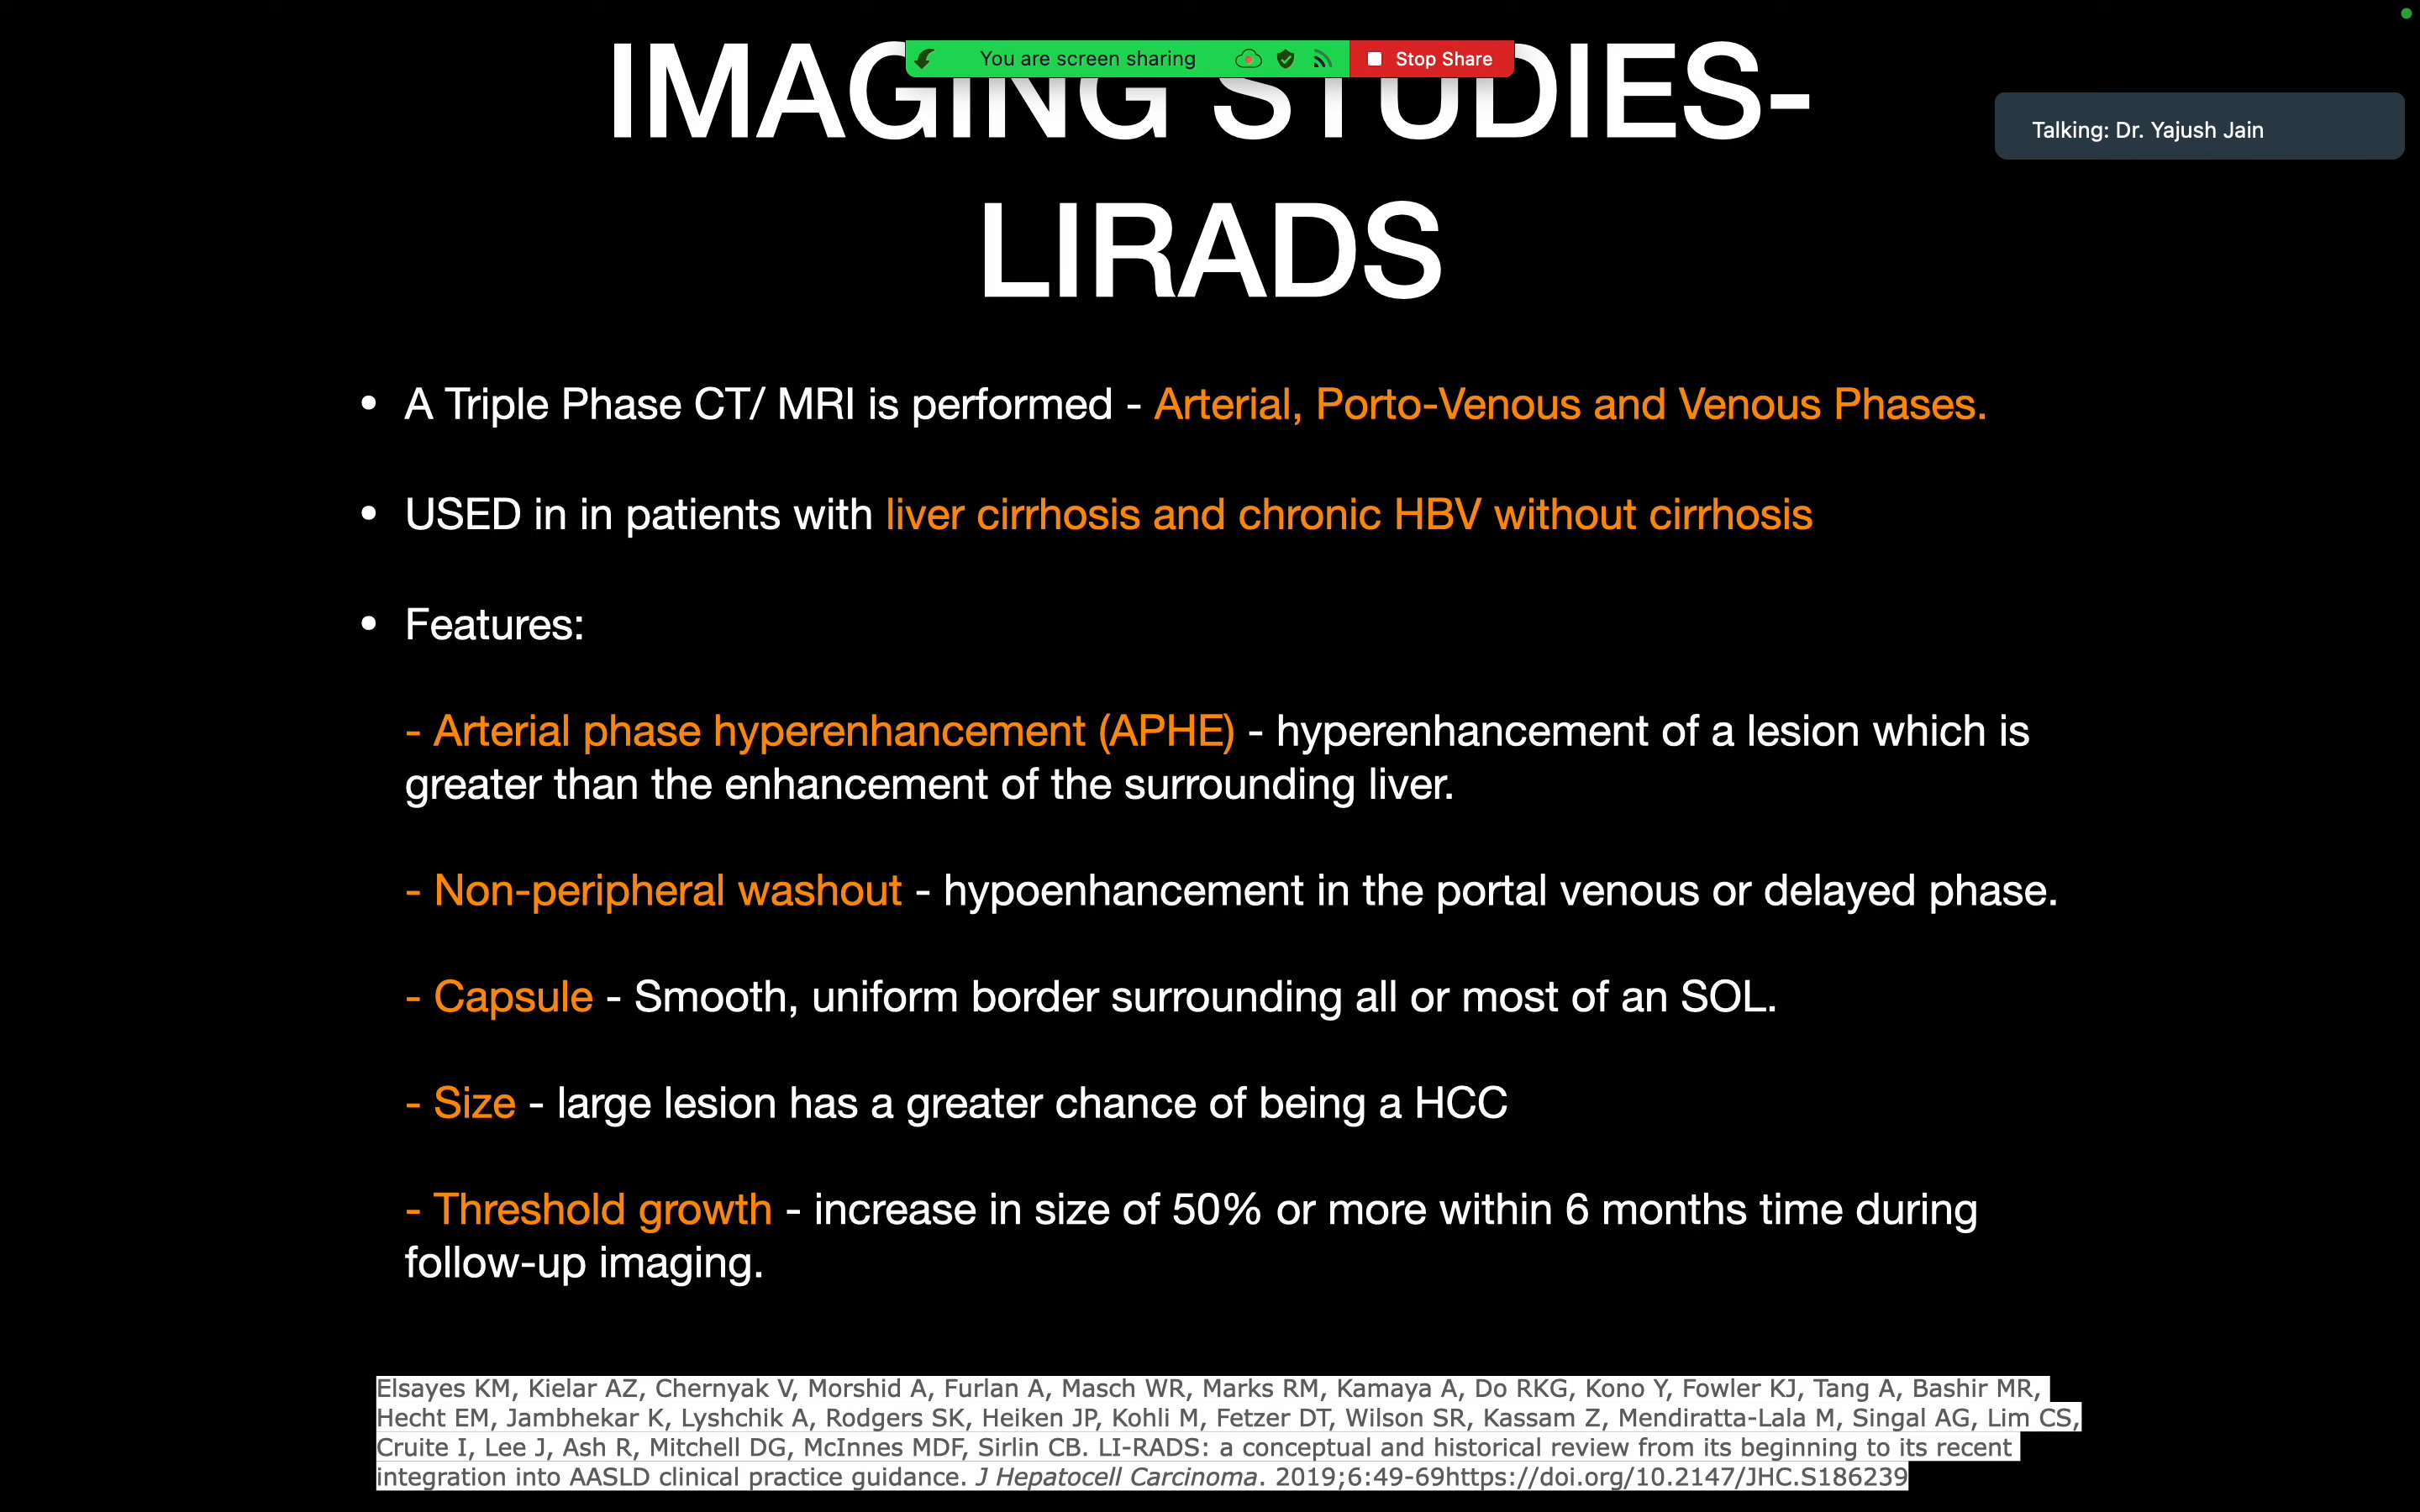 You are screen sharing
Stop Share
IMAGING STUDIES-
LIRADS
Talking: Dr. Yajush Jain
• A Triple Phase CT/ MRI is performed - Arterial, Porto-Venous and Venous Phases.
• USED in in patients with liver cirrhosis and chronic HBV without cirrhosis
• Features:
- Arterial phase hyperenhancement (APHE) - hyperenhancement of a lesion which is
greater than the enhancement of the surrounding liver.
- Non-peripheral washout - hypoenhancement in the portal venous or delayed phase.
- Capsule - Smooth, uniform border surrounding all or most of an SOL.
- Size - large lesion has a greater chance of being a HCC
- Threshold growth - increase in size of 50% or more within 6 months time during
follow-up imaging.
Elsayes KM, Kielar AZ, Chernyak V, Morshid A, Furlan A, Masch WR, Marks RM, Kamaya A, Do RKG, Kono Y, Fowler KJ, Tang A, Bashir MR,
Hecht EM, Jambhekar K, Lyshchik A, Rodgers SK, Heiken JP, Kohli M, Fetzer DT, Wilson SR, Kassam Z, Mendiratta-Lala M, Singal AG, Lim CS,
Cruite I, Lee J, Ash R, Mitchell DG, McInnes MDF, Sirlin CB. LI-RADS: a conceptual and historical review from its beginning to its recent
integration into AASLD clinical practice guidance. J Hepatocell Carcinoma. 2019;6:49-69https://doi.org/10.2147/JHC.S186239